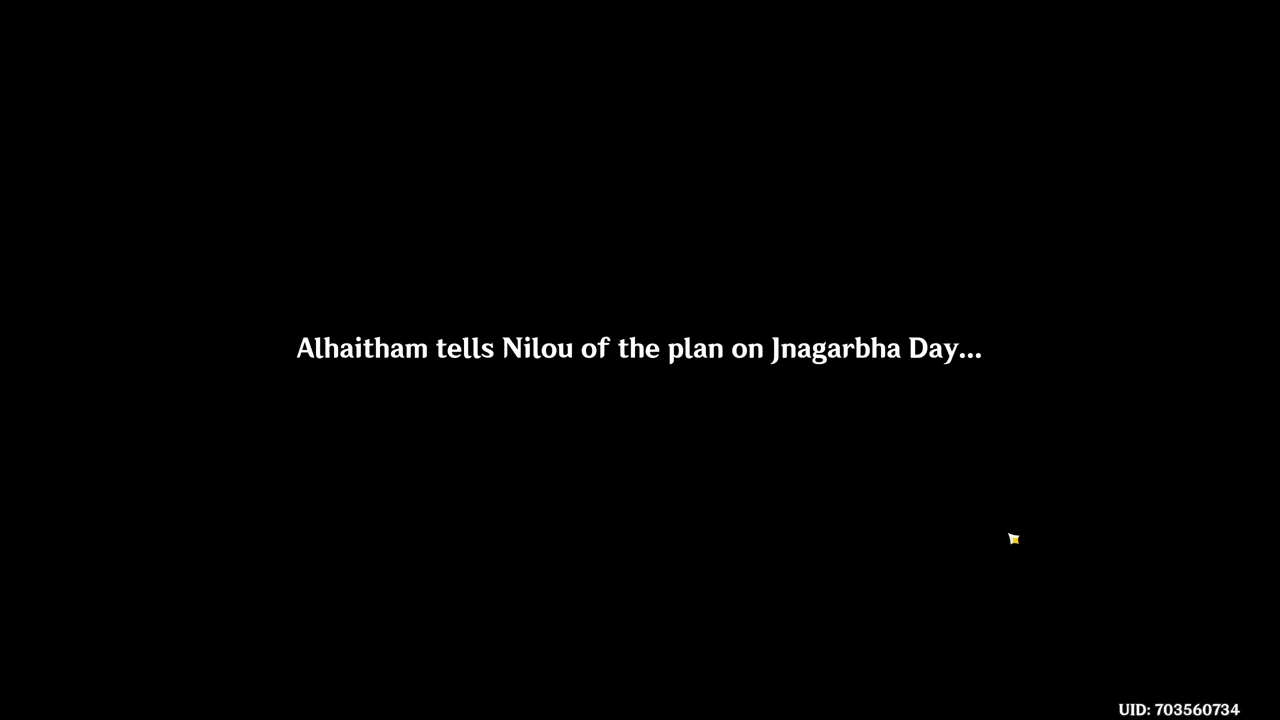 Alhaitham tells Nilou of the plan on Jnagarbha Day...
UID: 703560734